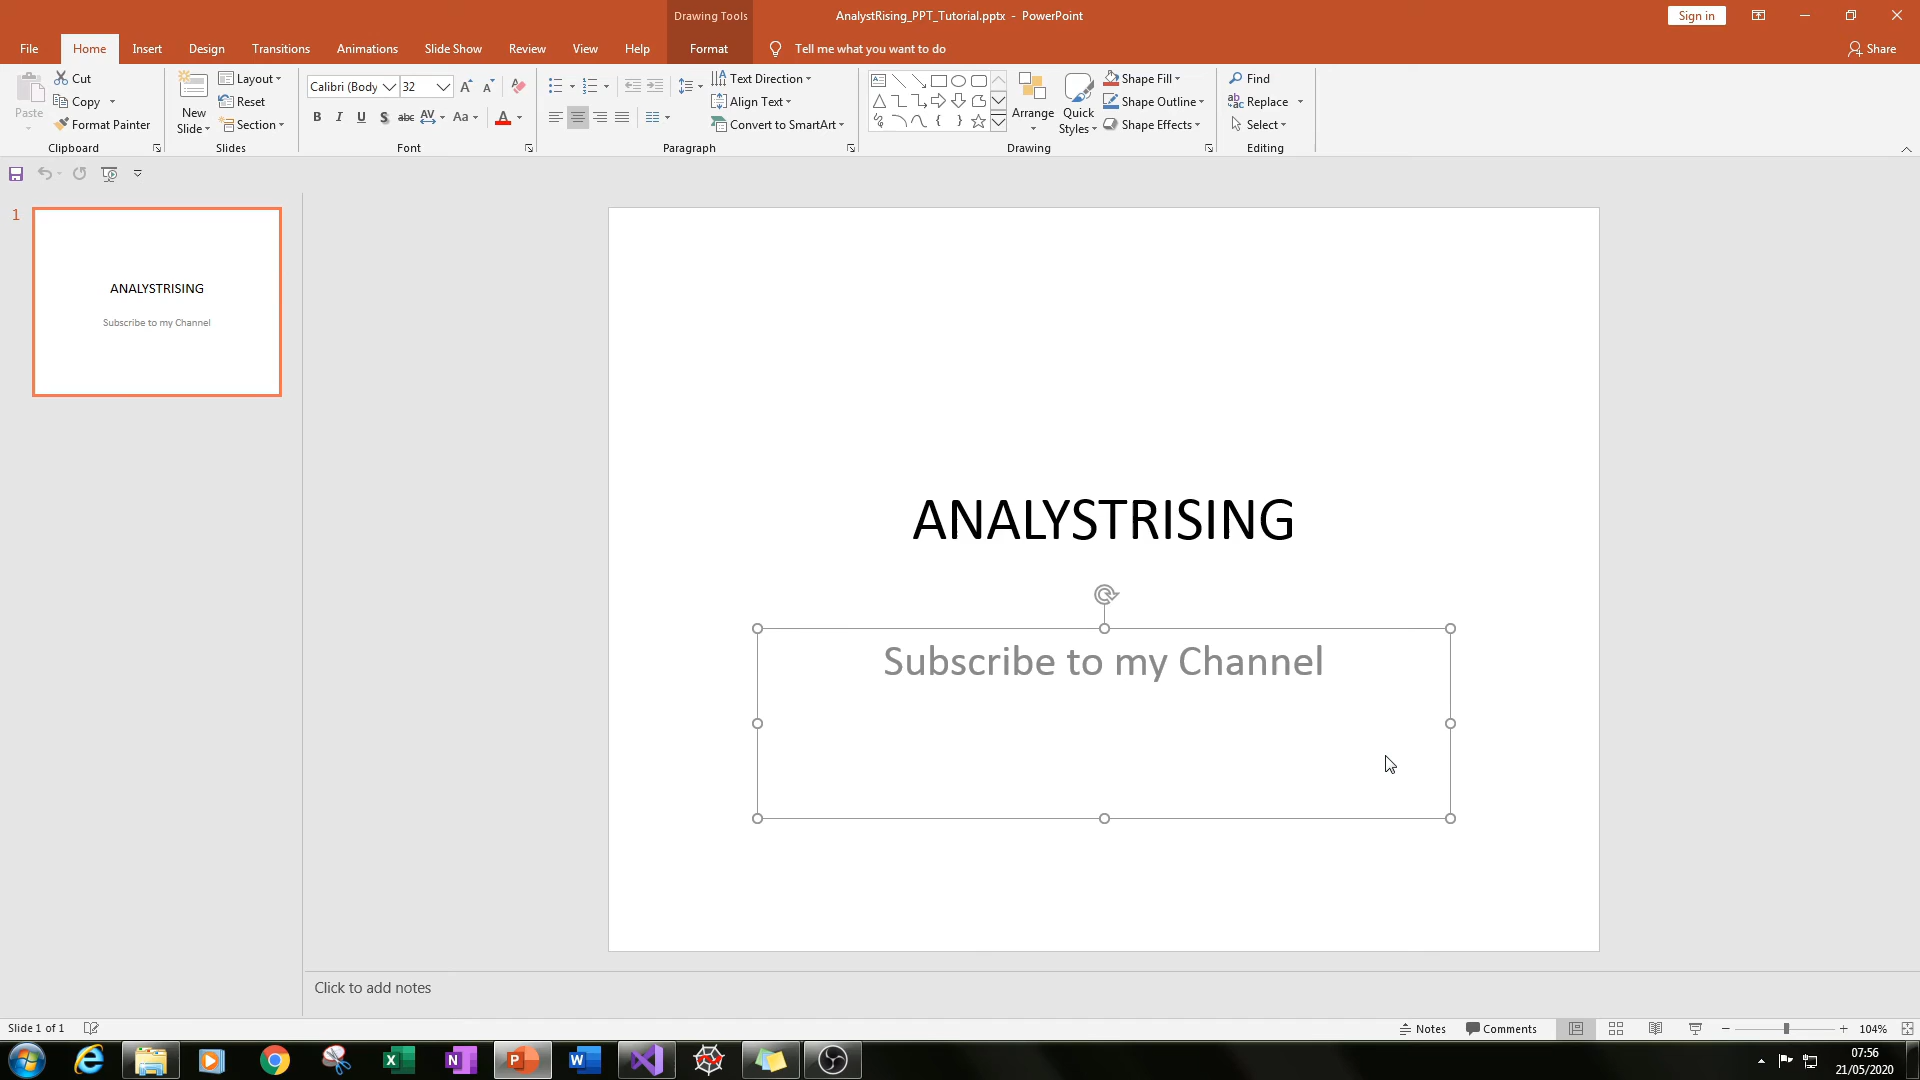 Drawing Tools
AnalystRising_PPT_Tutorial.pptx - PowerPoint
Sign in
File Home Insert Design Transitions Animations Slide Show Review View Help Format Tell me what you want to do Share
Paste
Cut
Copy
Format Painter
Clipboard
New Slide
Layout
Reset
Section
Slides
Calibri (Body 32
B I U S abc AV Aa A
Font
Text Direction
Align Text
Convert to SmartArt
Paragraph
Arrange
Quick Styles
Shape Fill
Shape Outline
Shape Effects
Drawing
Find
Replace
Select
Editing
1
ANALYSTRISING
Subscribe to my Channel
ANALYSTRISING
Subscribe to my Channel
Click to add notes
Slide 1 of 1
Notes
Comments
104%
07:56
21/05/2020